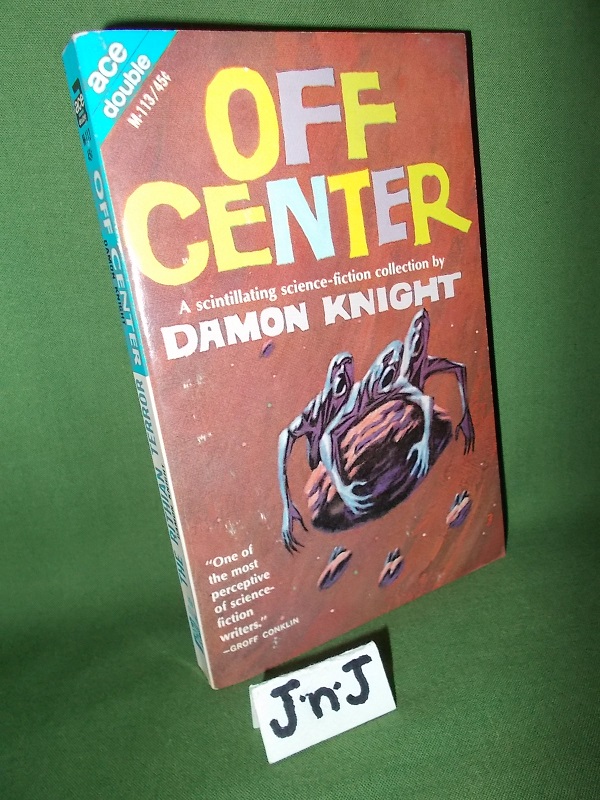 ace
double
M-113/45¢
OFF
CENTER
A scintillating science-fiction collection by
DAMON KNIGHT
"One of
the most
perceptive
of science-
fiction
writers."
—GROFF CONKLIN
ace
OFF CENTER
DAMON KNIGHT
THE RITHIAN TERROR
J·n·J